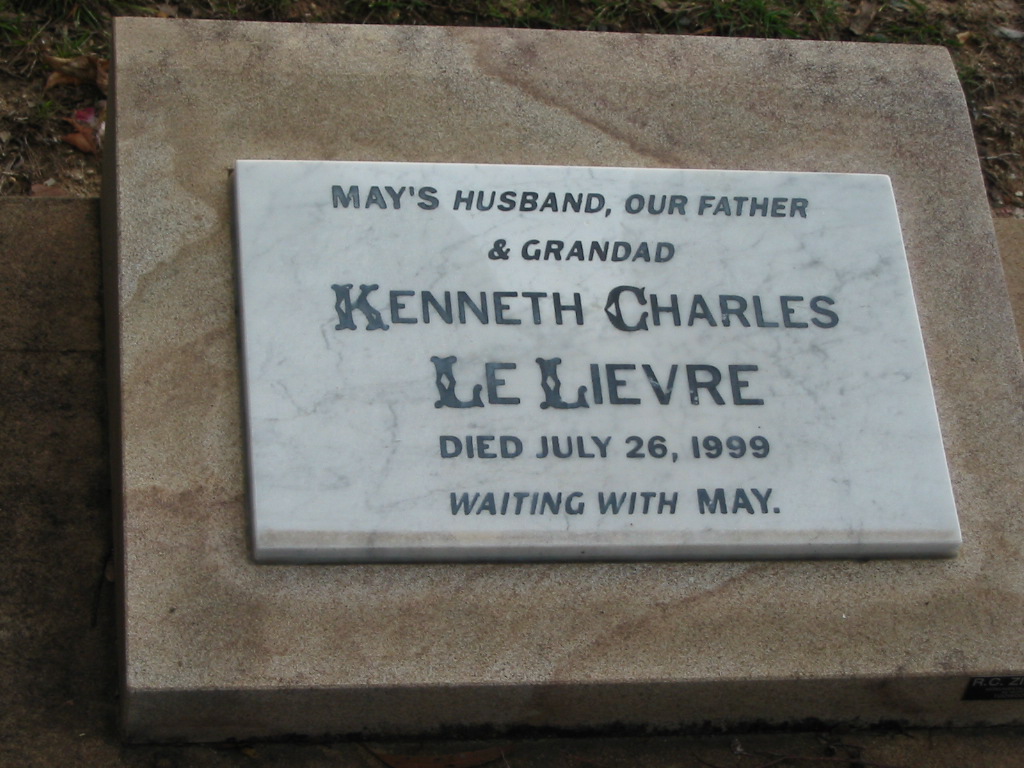 MAY'S HUSBAND, OUR FATHER
& GRANDAD
KENNETH CHARLES
LE LIEVRE
DIED JULY 26, 1999
WAITING WITH MAY.
R.C.